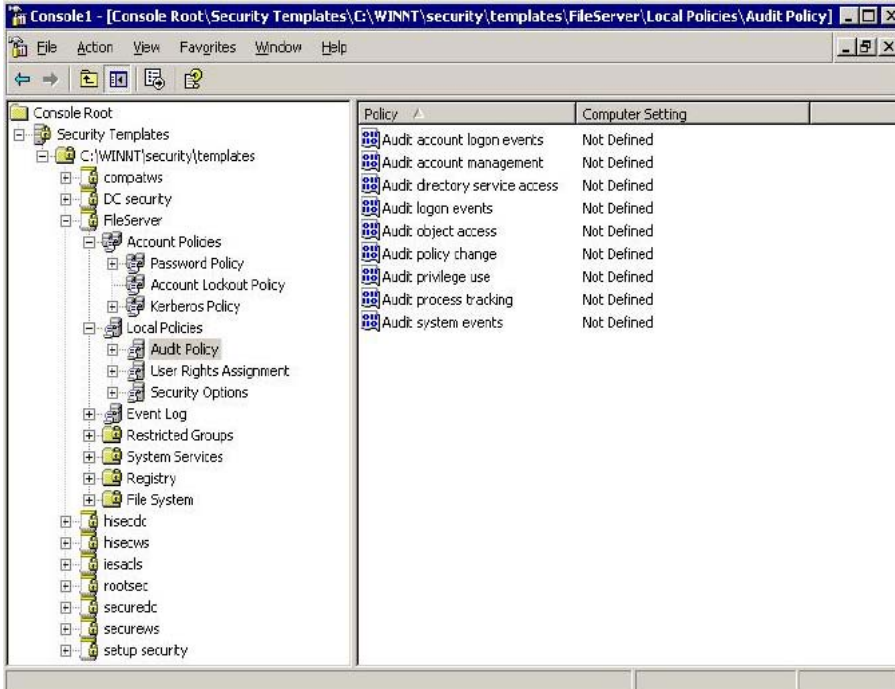 Console1 - [Console Root\Security Templates\C:\WINNT\security\templates\FileServer\Local Policies\Audit Policy]
File Action View Favorites Window Help
Console Root
Security Templates
C:\WINNT\security\templates
compatws
DC security
FileServer
Account Policies
Password Policy
Account Lockout Policy
Kerberos Policy
Local Policies
Audit Policy
User Rights Assignment
Security Options
Event Log
Restricted Groups
System Services
Registry
File System
hisecdc
hisecws
iesacls
rootsec
securedc
securews
setup security
Policy Computer Setting
Audit account logon events Not Defined
Audit account management Not Defined
Audit directory service access Not Defined
Audit logon events Not Defined
Audit object access Not Defined
Audit policy change Not Defined
Audit privilege use Not Defined
Audit process tracking Not Defined
Audit system events Not Defined